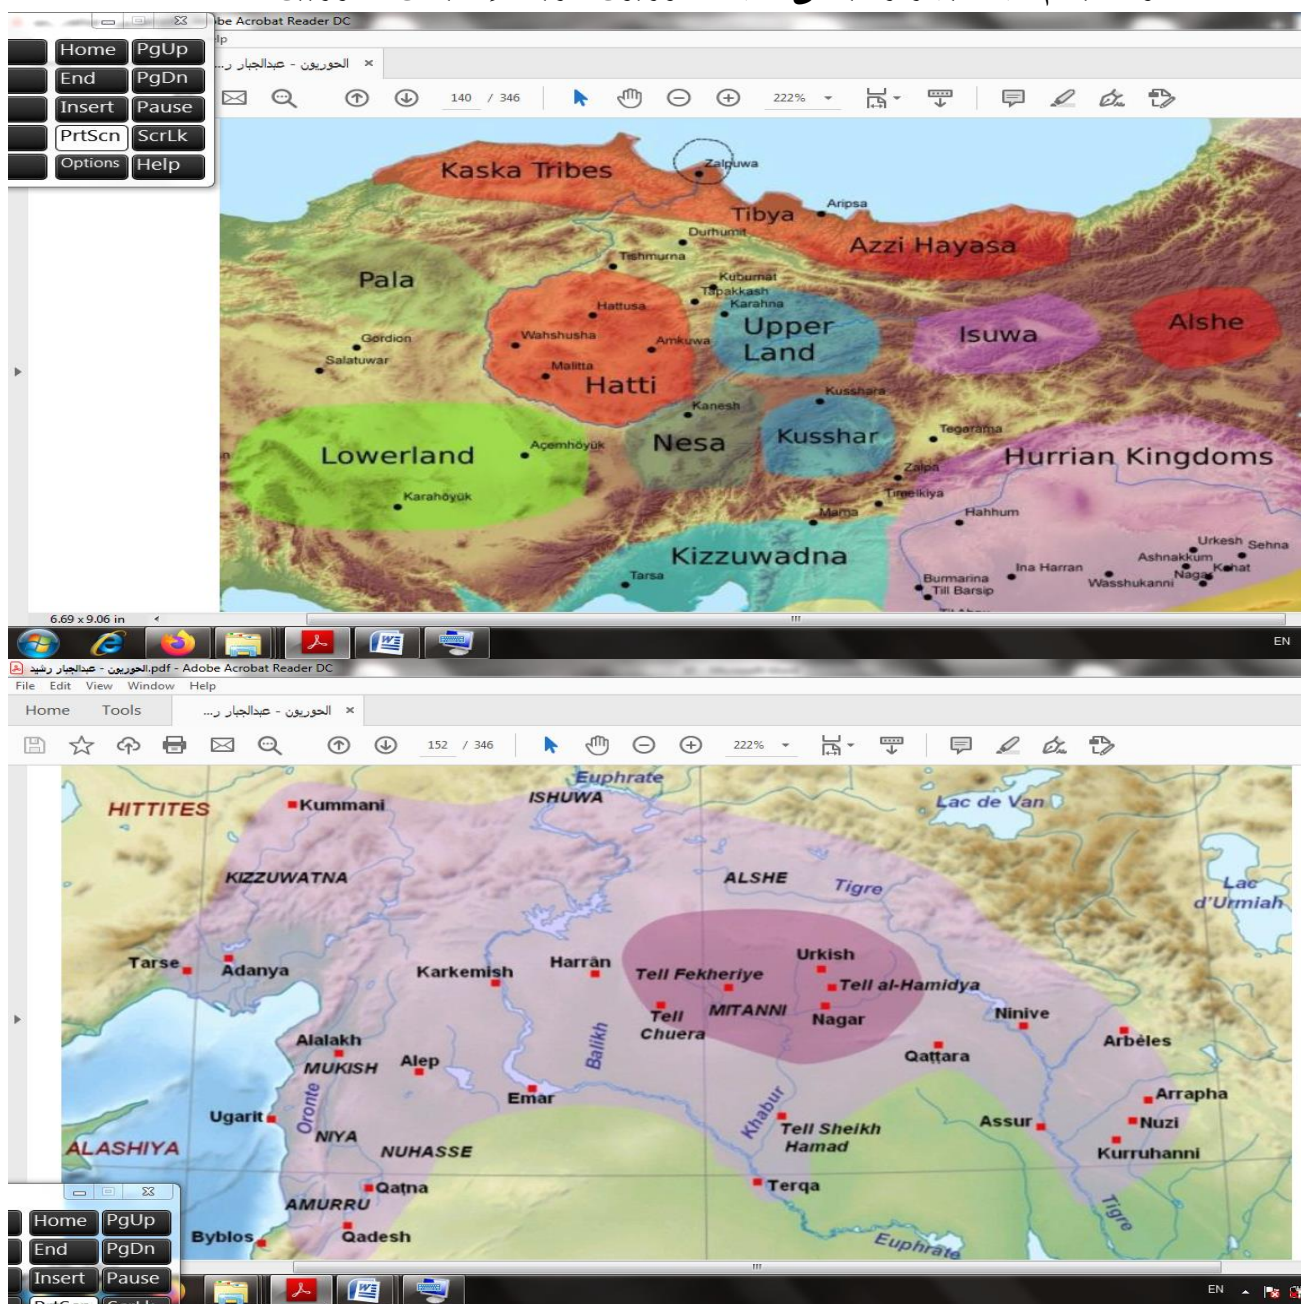 be Acrobat Reader DC
lp
الحوريون - عبدالجبار ر... ×
Home PgUp
End PgDn
Insert Pause
PrtScn ScrLk
Options Help
140 / 346
222%
Kaska Tribes
Zalpuwa
Tibya
Aripsa
Durhumit
Azzi Hayasa
Tishmurna
Pala
Kuburnat
Tapakkash
Karahna
Hattusa
Upper
Land
Isuwa
Alshe
Gordion
Salatuwar
Wahshusha
Amkuwa
Malitta
Hatti
Kusshara
Kanesh
Nesa
Kusshar
Tegarama
Lowerland
Açemhöyük
Hurrian Kingdoms
Zalpa
Karahöyük
Timelkiya
Mama
Hahhum
Kizzuwadna
Urkesh
Sehna
Ashnakkum
Ina Harran
Nagar
Kahat
Wasshukanni
Tarsa
Burmarina
Till Barsip
6.69 x 9.06 in
EN
الحوريون - عبدالجبار رشيد.pdf - Adobe Acrobat Reader DC
File Edit View Window Help
Home Tools
الحوريون - عبدالجبار ر... ×
152 / 346
222%
Euphrate
HITTITES
Kummani
ISHUWA
Lac de Van
KIZZUWATNA
ALSHE
Tigre
Lac
d'Urmiah
Tarse
Adanya
Karkemish
Harrân
Urkish
Tell Fekheriye
Tell al-Hamidya
Tell
Chuera
MITANNI
Nagar
Ninive
Arbèles
Alalakh
MUKISH
Alep
Balikh
Qaṭṭara
Emar
Arrapha
Ugarit
Oronte
NIYA
Khabur
Tell Sheikh
Hamad
Assur
Nuzi
ALASHIYA
NUHASSE
Kurruhanni
Qaṭna
Terqa
AMURRU
Tigre
Byblos
Qadesh
Euphrate
Home PgUp
End PgDn
Insert Pause
EN